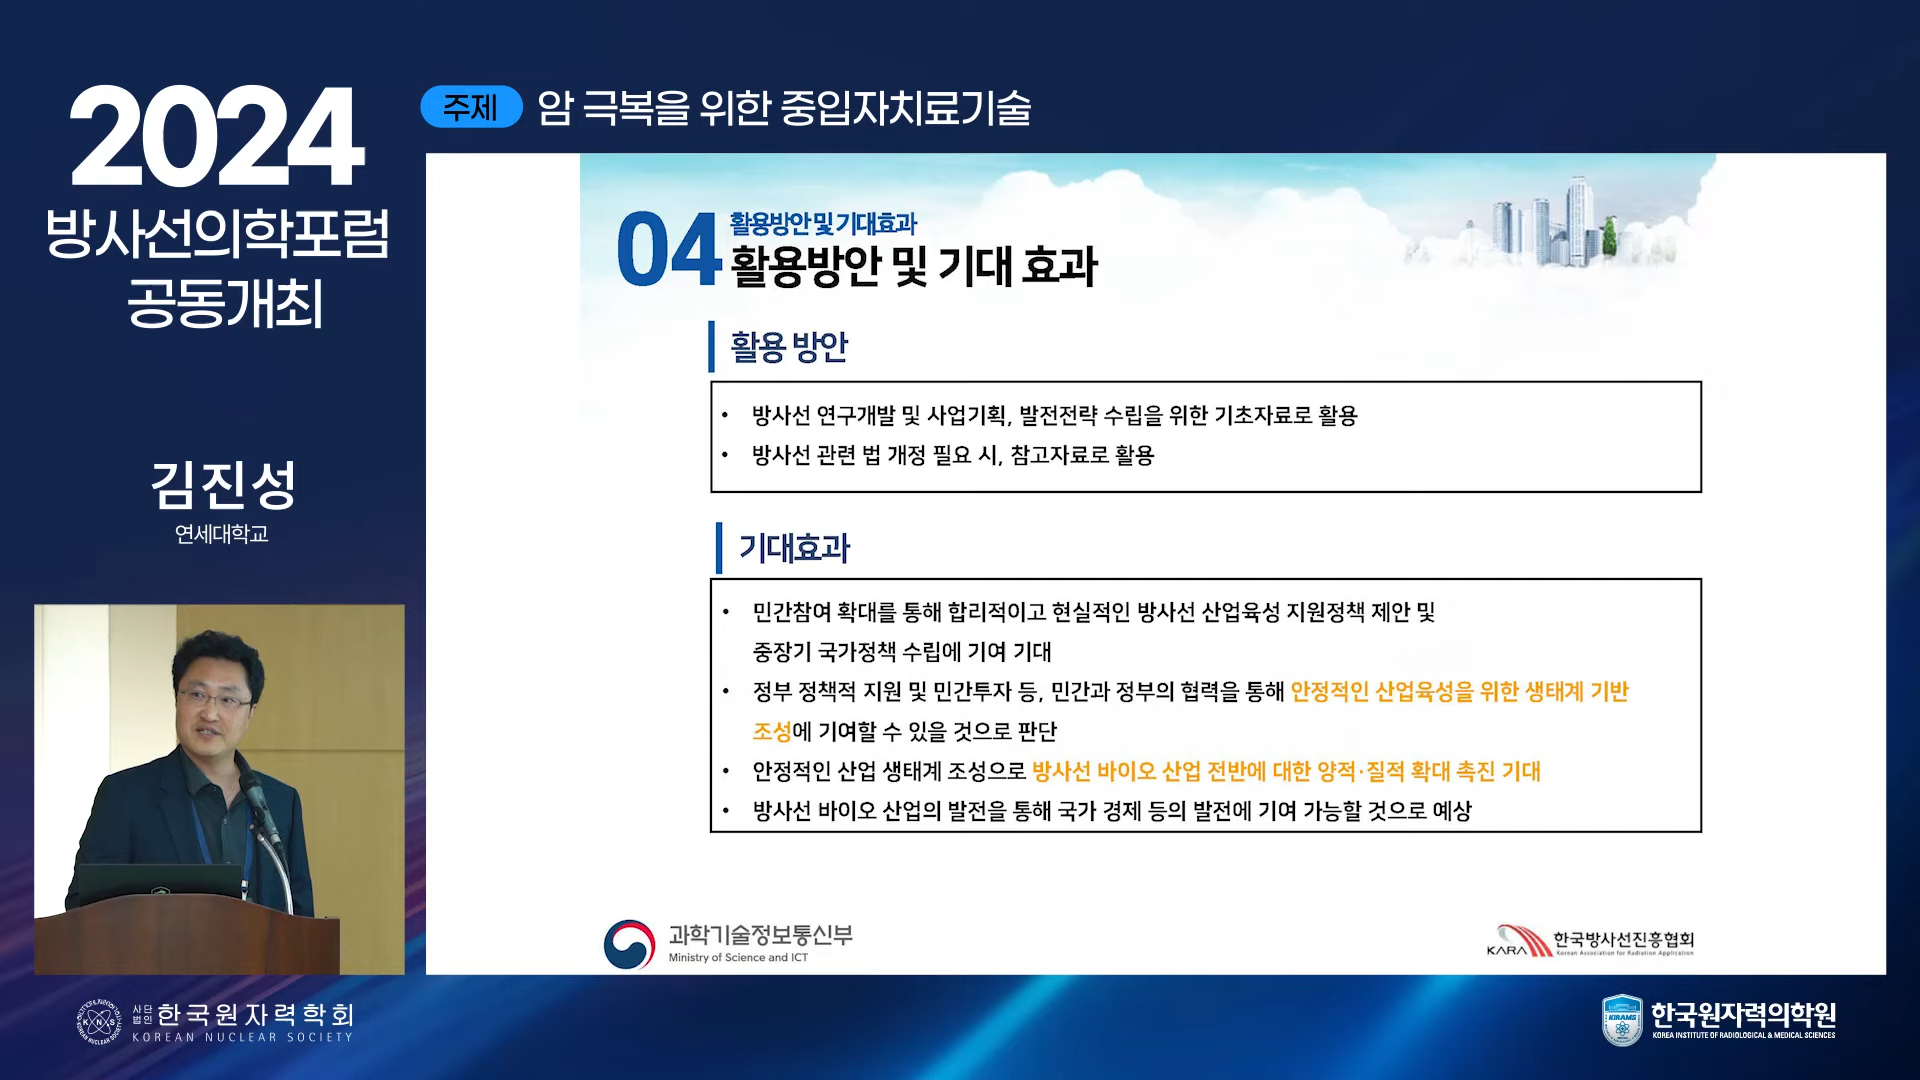 2024
방사선의학포럼
공동개최
김진성
연세대학교
주제 암 극복을 위한 중입자치료기술
04
활용방안 및 기대효과
활용방안 및 기대 효과
활용 방안
• 방사선 연구개발 및 사업기획, 발전전략 수립을 위한 기초자료로 활용
• 방사선 관련 법 개정 필요 시, 참고자료로 활용
기대효과
• 민간참여 확대를 통해 합리적이고 현실적인 방사선 산업육성 지원정책 제안 및
중장기 국가정책 수립에 기여 기대
• 정부 정책적 지원 및 민간투자 등, 민간과 정부의 협력을 통해 안정적인 산업육성을 위한 생태계 기반
조성에 기여할 수 있을 것으로 판단
• 안정적인 산업 생태계 조성으로 방사선 바이오 산업 전반에 대한 양적·질적 확대 촉진 기대
• 방사선 바이오 산업의 발전을 통해 국가 경제 등의 발전에 기여 가능할 것으로 예상
과학기술정보통신부
Ministry of Science and ICT
KARA 한국방사선진흥협회
Korean Association for Radiation Application
KNS
사단법인 한국원자력학회
KOREAN NUCLEAR SOCIETY
KIRAMS
한국원자력의학원
KOREA INSTITUTE OF RADIOLOGICAL & MEDICAL SCIENCES